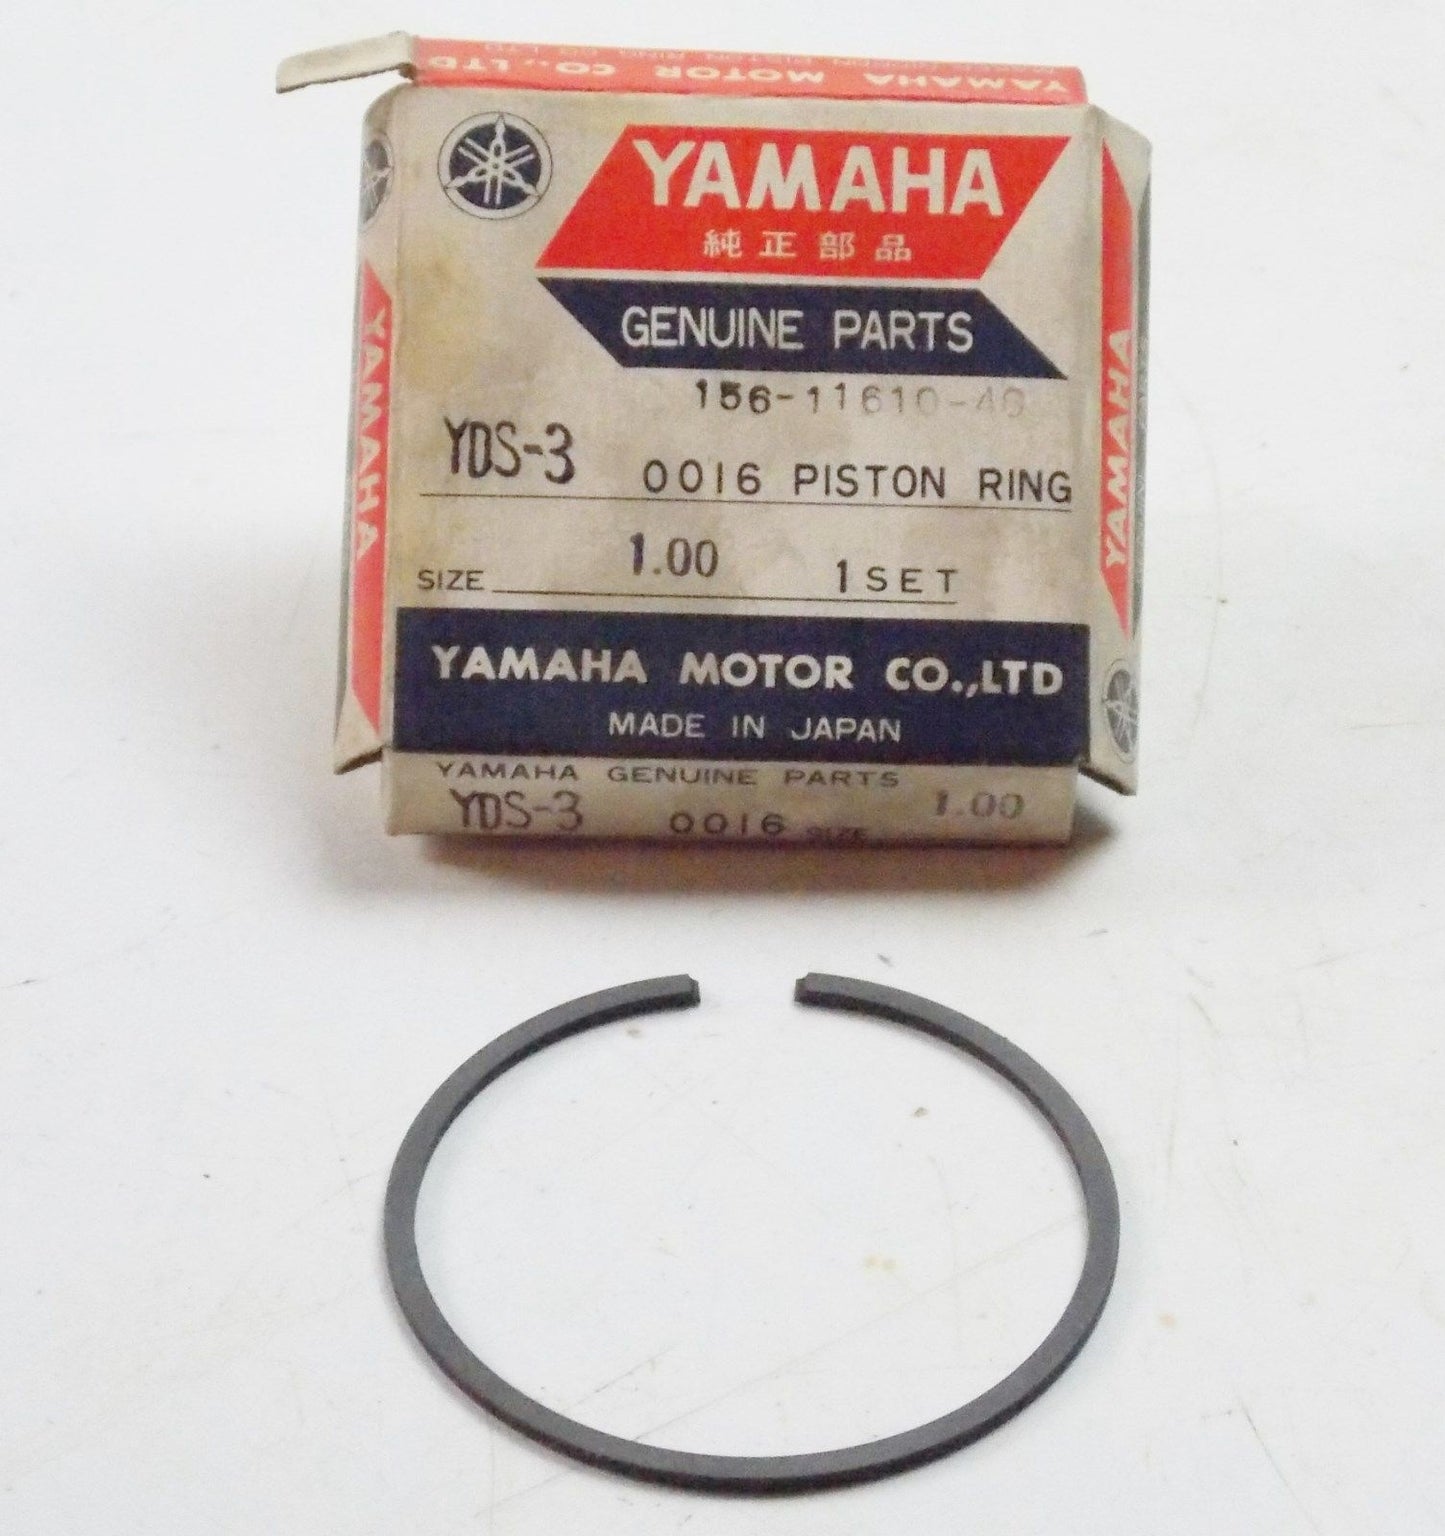 YAMAHA MOTOR CO., LTD
YAMAHA
純正部品
GENUINE PARTS
156-11610-40
YDS-3
0016 PISTON RING
SIZE 1.00 1 SET
YAMAHA MOTOR CO.,LTD
MADE IN JAPAN
YAMAHA GENUINE PARTS
YDS-3 0016 SIZE 1.00
YAMAHA
YAMAHA